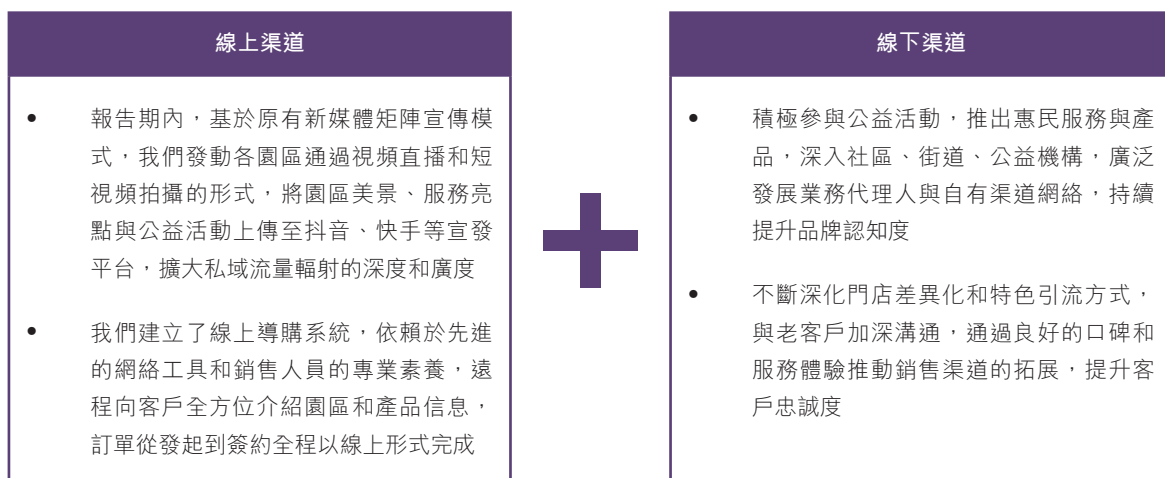 線上渠道
• 報告期內，基於原有新媒體矩陣宣傳模
式，我們發動各園區通過視頻直播和短
視頻拍攝的形式，將園區美景、服務亮
點與公益活動上傳至抖音、快手等宣發
平台，擴大私域流量輻射的深度和廣度
• 我們建立了線上導購系統，依賴於先進
的網絡工具和銷售人員的專業素養，遠
程向客戶全方位介紹園區和產品信息，
訂單從發起到簽約全程以線上形式完成
線下渠道
• 積極參與公益活動，推出惠民服務與產
品，深入社區、街道、公益機構，廣泛
發展業務代理人與自有渠道網絡，持續
提升品牌認知度
• 不斷深化門店差異化和特色引流方式，
與老客戶加深溝通，通過良好的口碑和
服務體驗推動銷售渠道的拓展，提升客
戶忠誠度